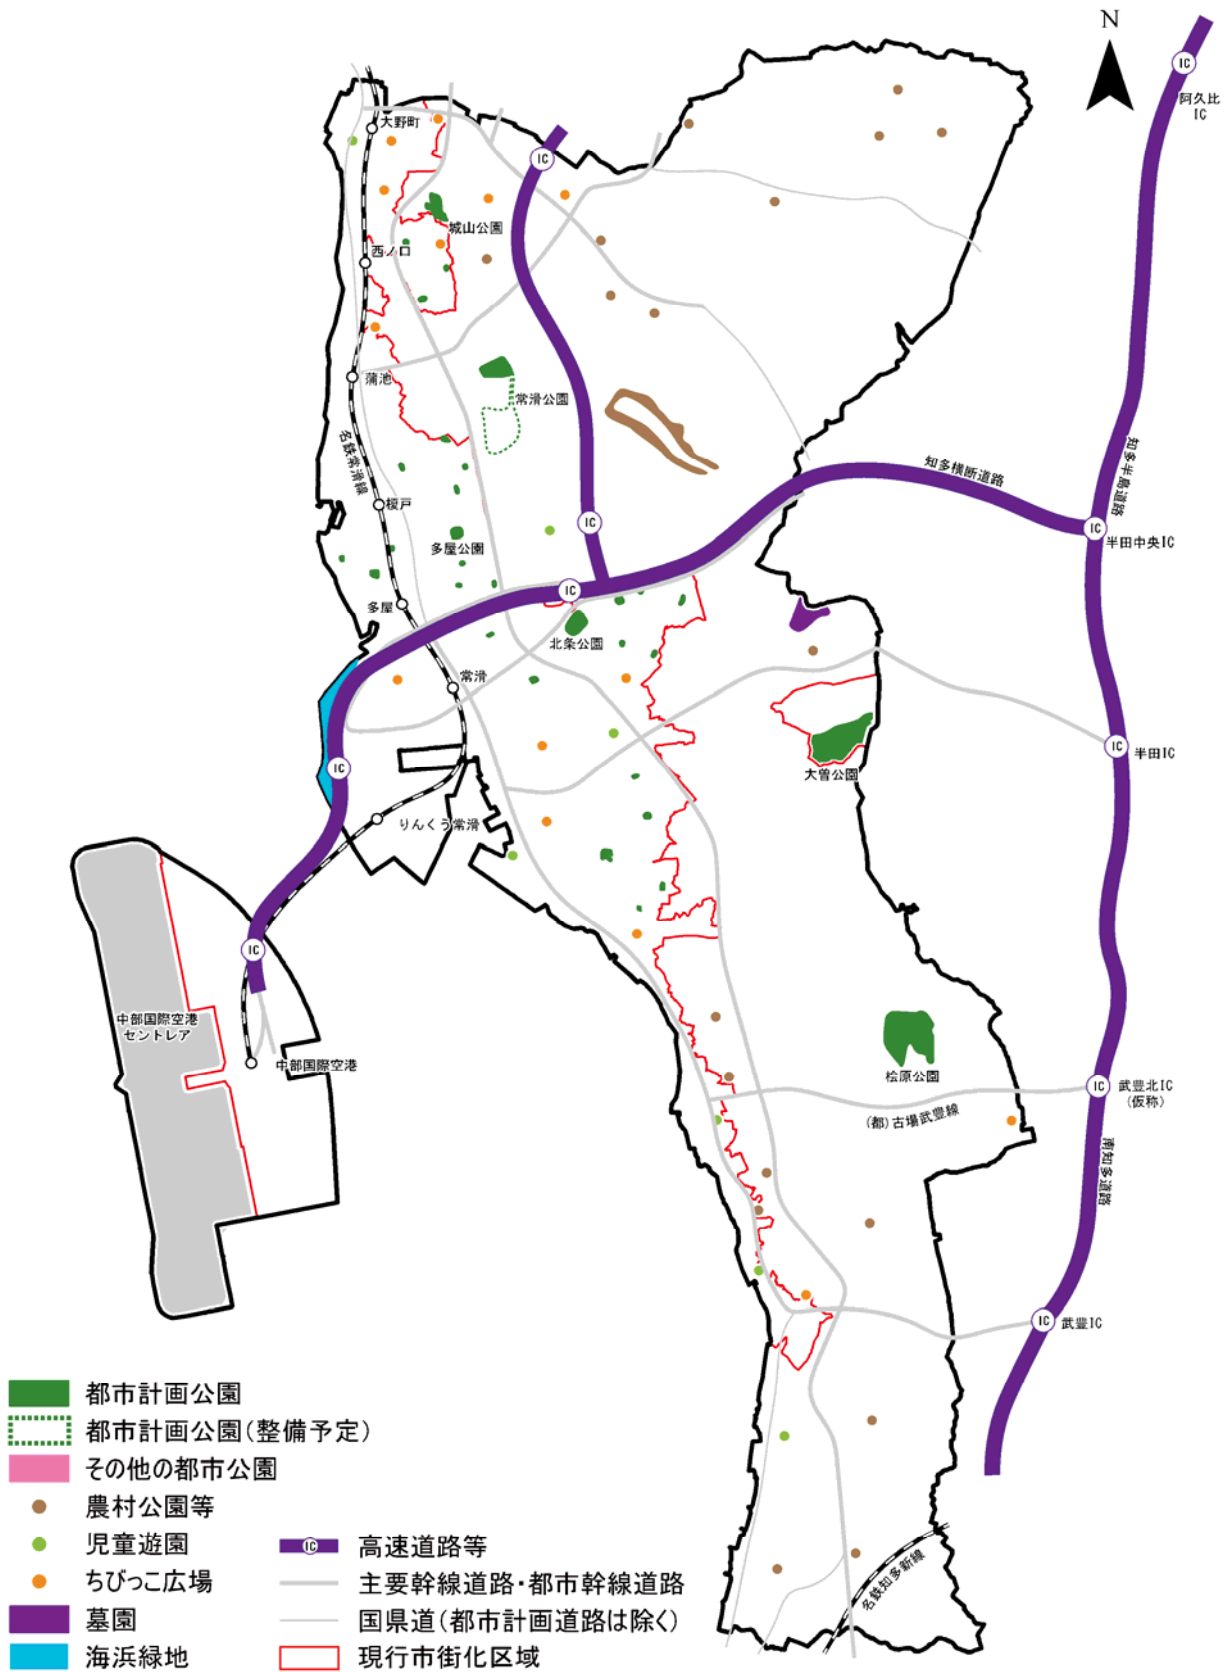 N
IC
阿久比
IC
大野町
IC
城山公園
西ノ口
蒲池
常滑公園
名鉄常滑線
知多横断道路
知多半島道路
榎戸
IC
IC
半田中央IC
多屋公園
IC
多屋
北条公園
常滑
IC
半田IC
大曽公園
IC
りんくう常滑
IC
中部国際空港
セントレア
中部国際空港
桧原公園
IC
武豊北IC
(仮称)
(都)古場武豊線
南知多道路
IC
武豊IC
名鉄知多新線
都市計画公園
都市計画公園(整備予定)
その他の都市公園
農村公園等
児童遊園
ちびっこ広場
墓園
海浜緑地
IC
高速道路等
主要幹線道路・都市幹線道路
国県道(都市計画道路は除く)
現行市街化区域